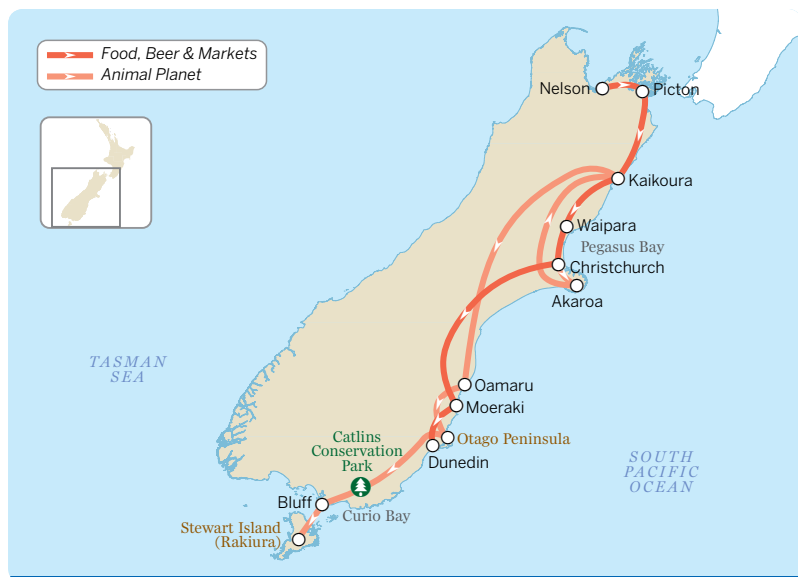 Food, Beer & Markets
Animal Planet
Nelson
Picton
Kaikoura
Waipara
Pegasus Bay
Christchurch
Akaroa
TASMAN
SEA
Oamaru
Moeraki
Otago Peninsula
Catlins
Conservation
Park
Dunedin
SOUTH
PACIFIC
OCEAN
Bluff
Curio Bay
Stewart Island
(Rakiura)